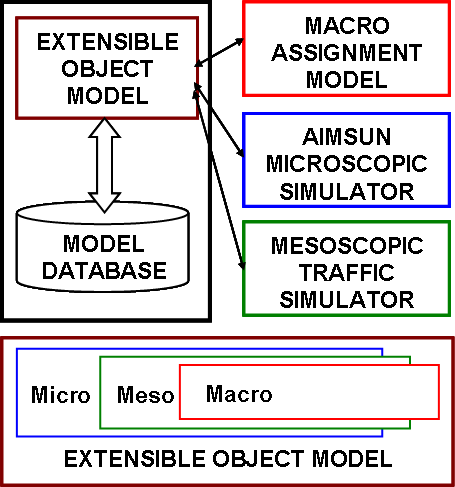 EXTENSIBLE
OBJECT
MODEL
MACRO
ASSIGNMENT
MODEL
AIMSUN
MICROSCOPIC
SIMULATOR
MODEL
DATABASE
MESOSCOPIC
TRAFFIC
SIMULATOR
Micro Meso Macro
EXTENSIBLE OBJECT MODEL